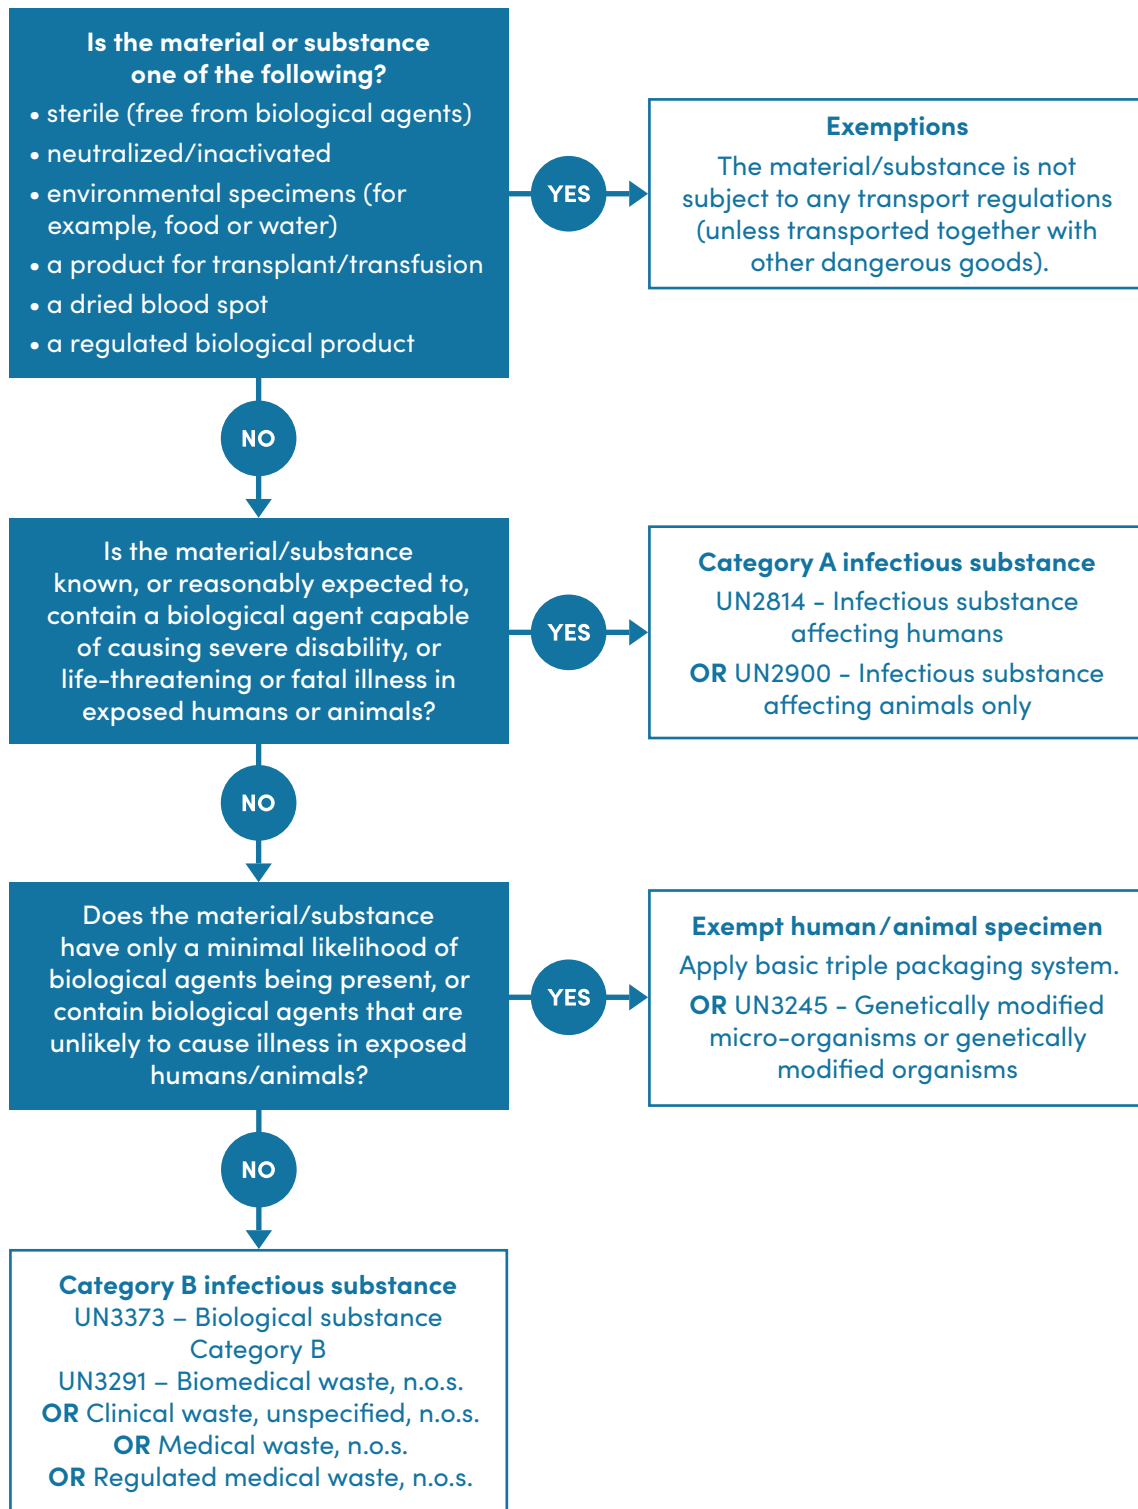 Is the material or substance
one of the following?
• sterile (free from biological agents)
• neutralized/inactivated
• environmental specimens (for
example, food or water)
• a product for transplant/transfusion
• a dried blood spot
• a regulated biological product
YES
Exemptions
The material/substance is not
subject to any transport regulations
(unless transported together with
other dangerous goods).
NO
Is the material/substance
known, or reasonably expected to,
contain a biological agent capable
of causing severe disability, or
life-threatening or fatal illness in
exposed humans or animals?
YES
Category A infectious substance
UN2814 - Infectious substance
affecting humans
OR UN2900 - Infectious substance
affecting animals only
NO
Does the material/substance
have only a minimal likelihood of
biological agents being present, or
contain biological agents that are
unlikely to cause illness in exposed
humans/animals?
YES
Exempt human/animal specimen
Apply basic triple packaging system.
OR UN3245 - Genetically modified
micro-organisms or genetically
modified organisms
NO
Category B infectious substance
UN3373 – Biological substance
Category B
UN3291 – Biomedical waste, n.o.s.
OR Clinical waste, unspecified, n.o.s.
OR Medical waste, n.o.s.
OR Regulated medical waste, n.o.s.